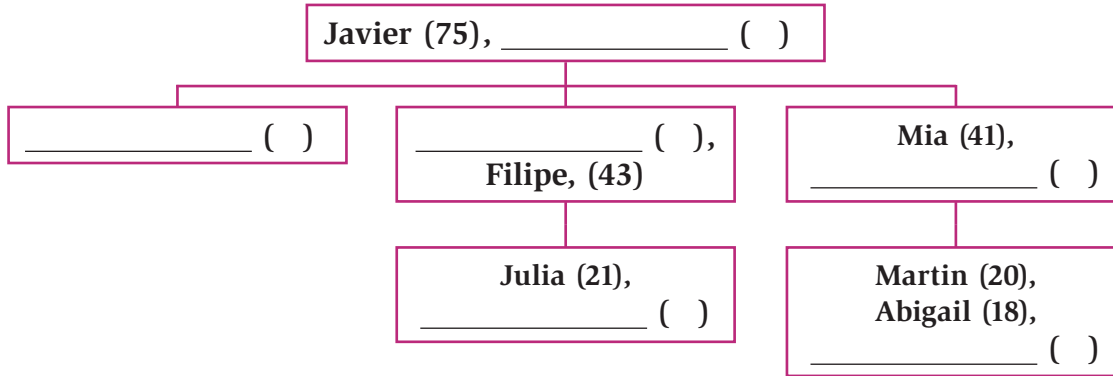 Javier (75), ______________ ( )
______________ ( )
______________ ( ),
Filipe, (43)
Mia (41),
______________ ( )
Julia (21),
______________ ( )
Martin (20),
Abigail (18),
______________ ( )